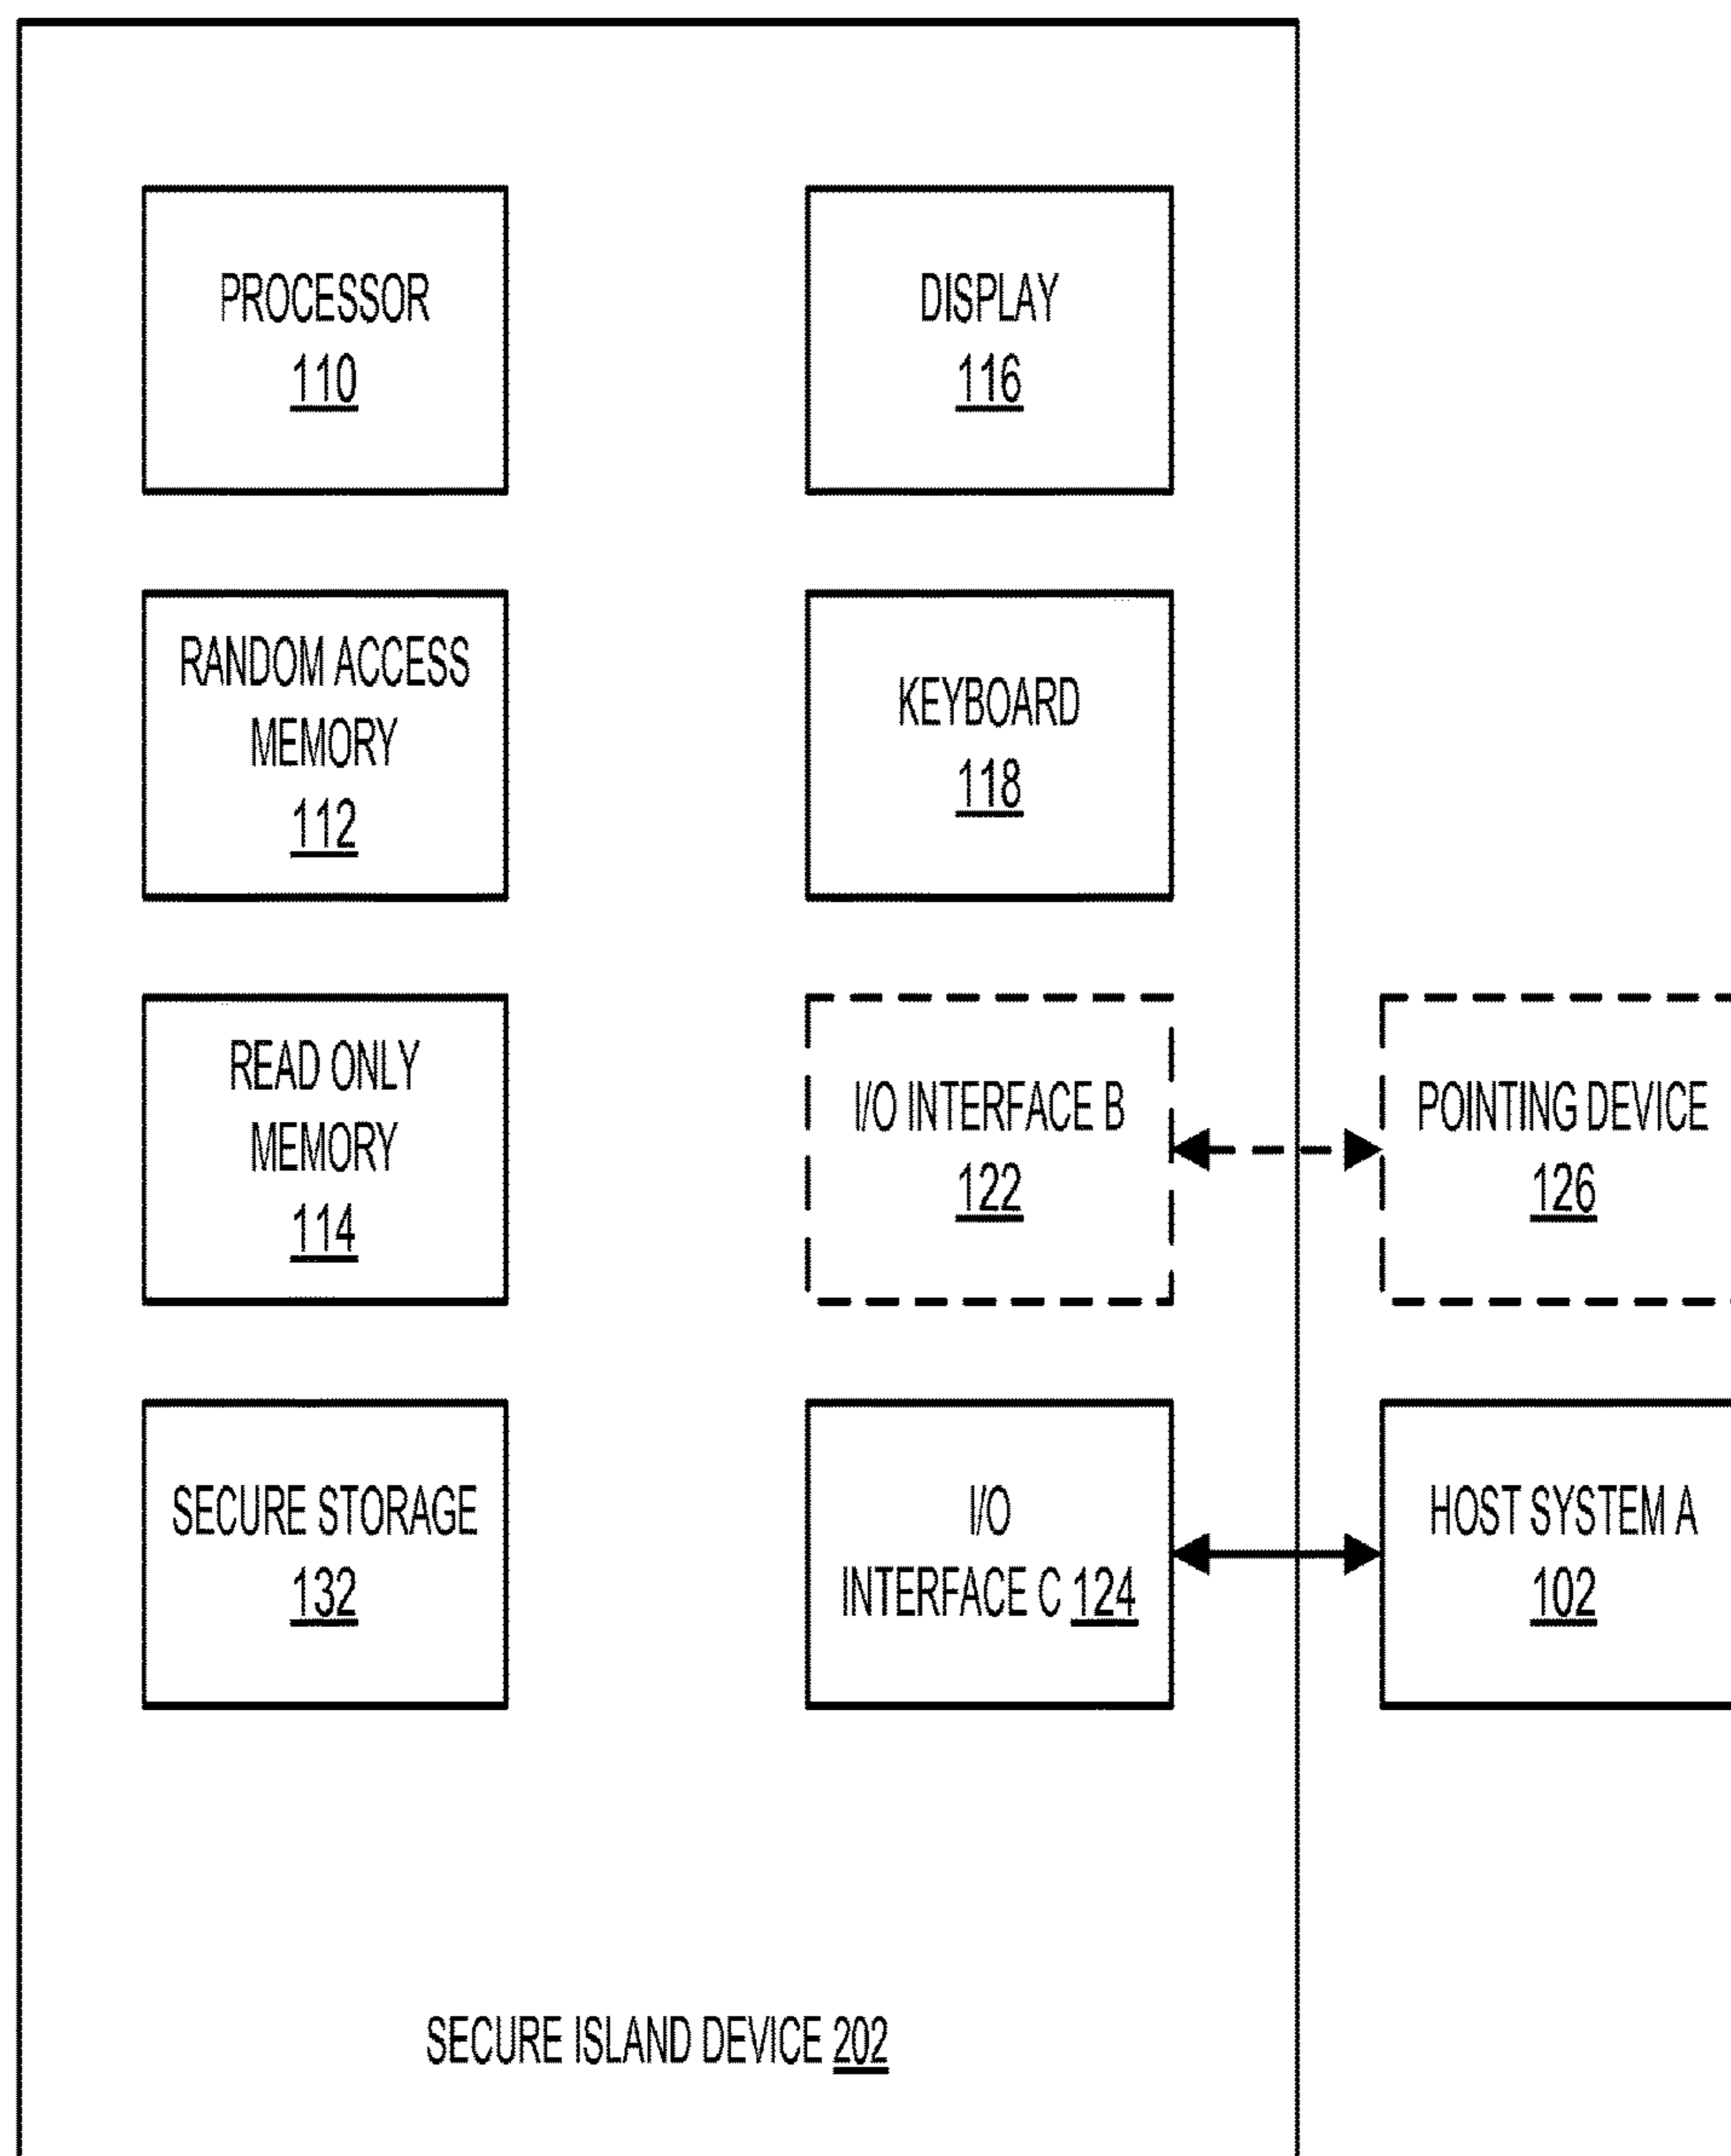 PROCESSOR
110
DISPLAY
116
RANDOM ACCESS
MEMORY
112
KEYBOARD
118
READ ONLY
MEMORY
114
I/O INTERFACE B
122
POINTING DEVICE
126
SECURE STORAGE
132
I/O
INTERFACE C 124
HOST SYSTEM A
102
SECURE ISLAND DEVICE 202